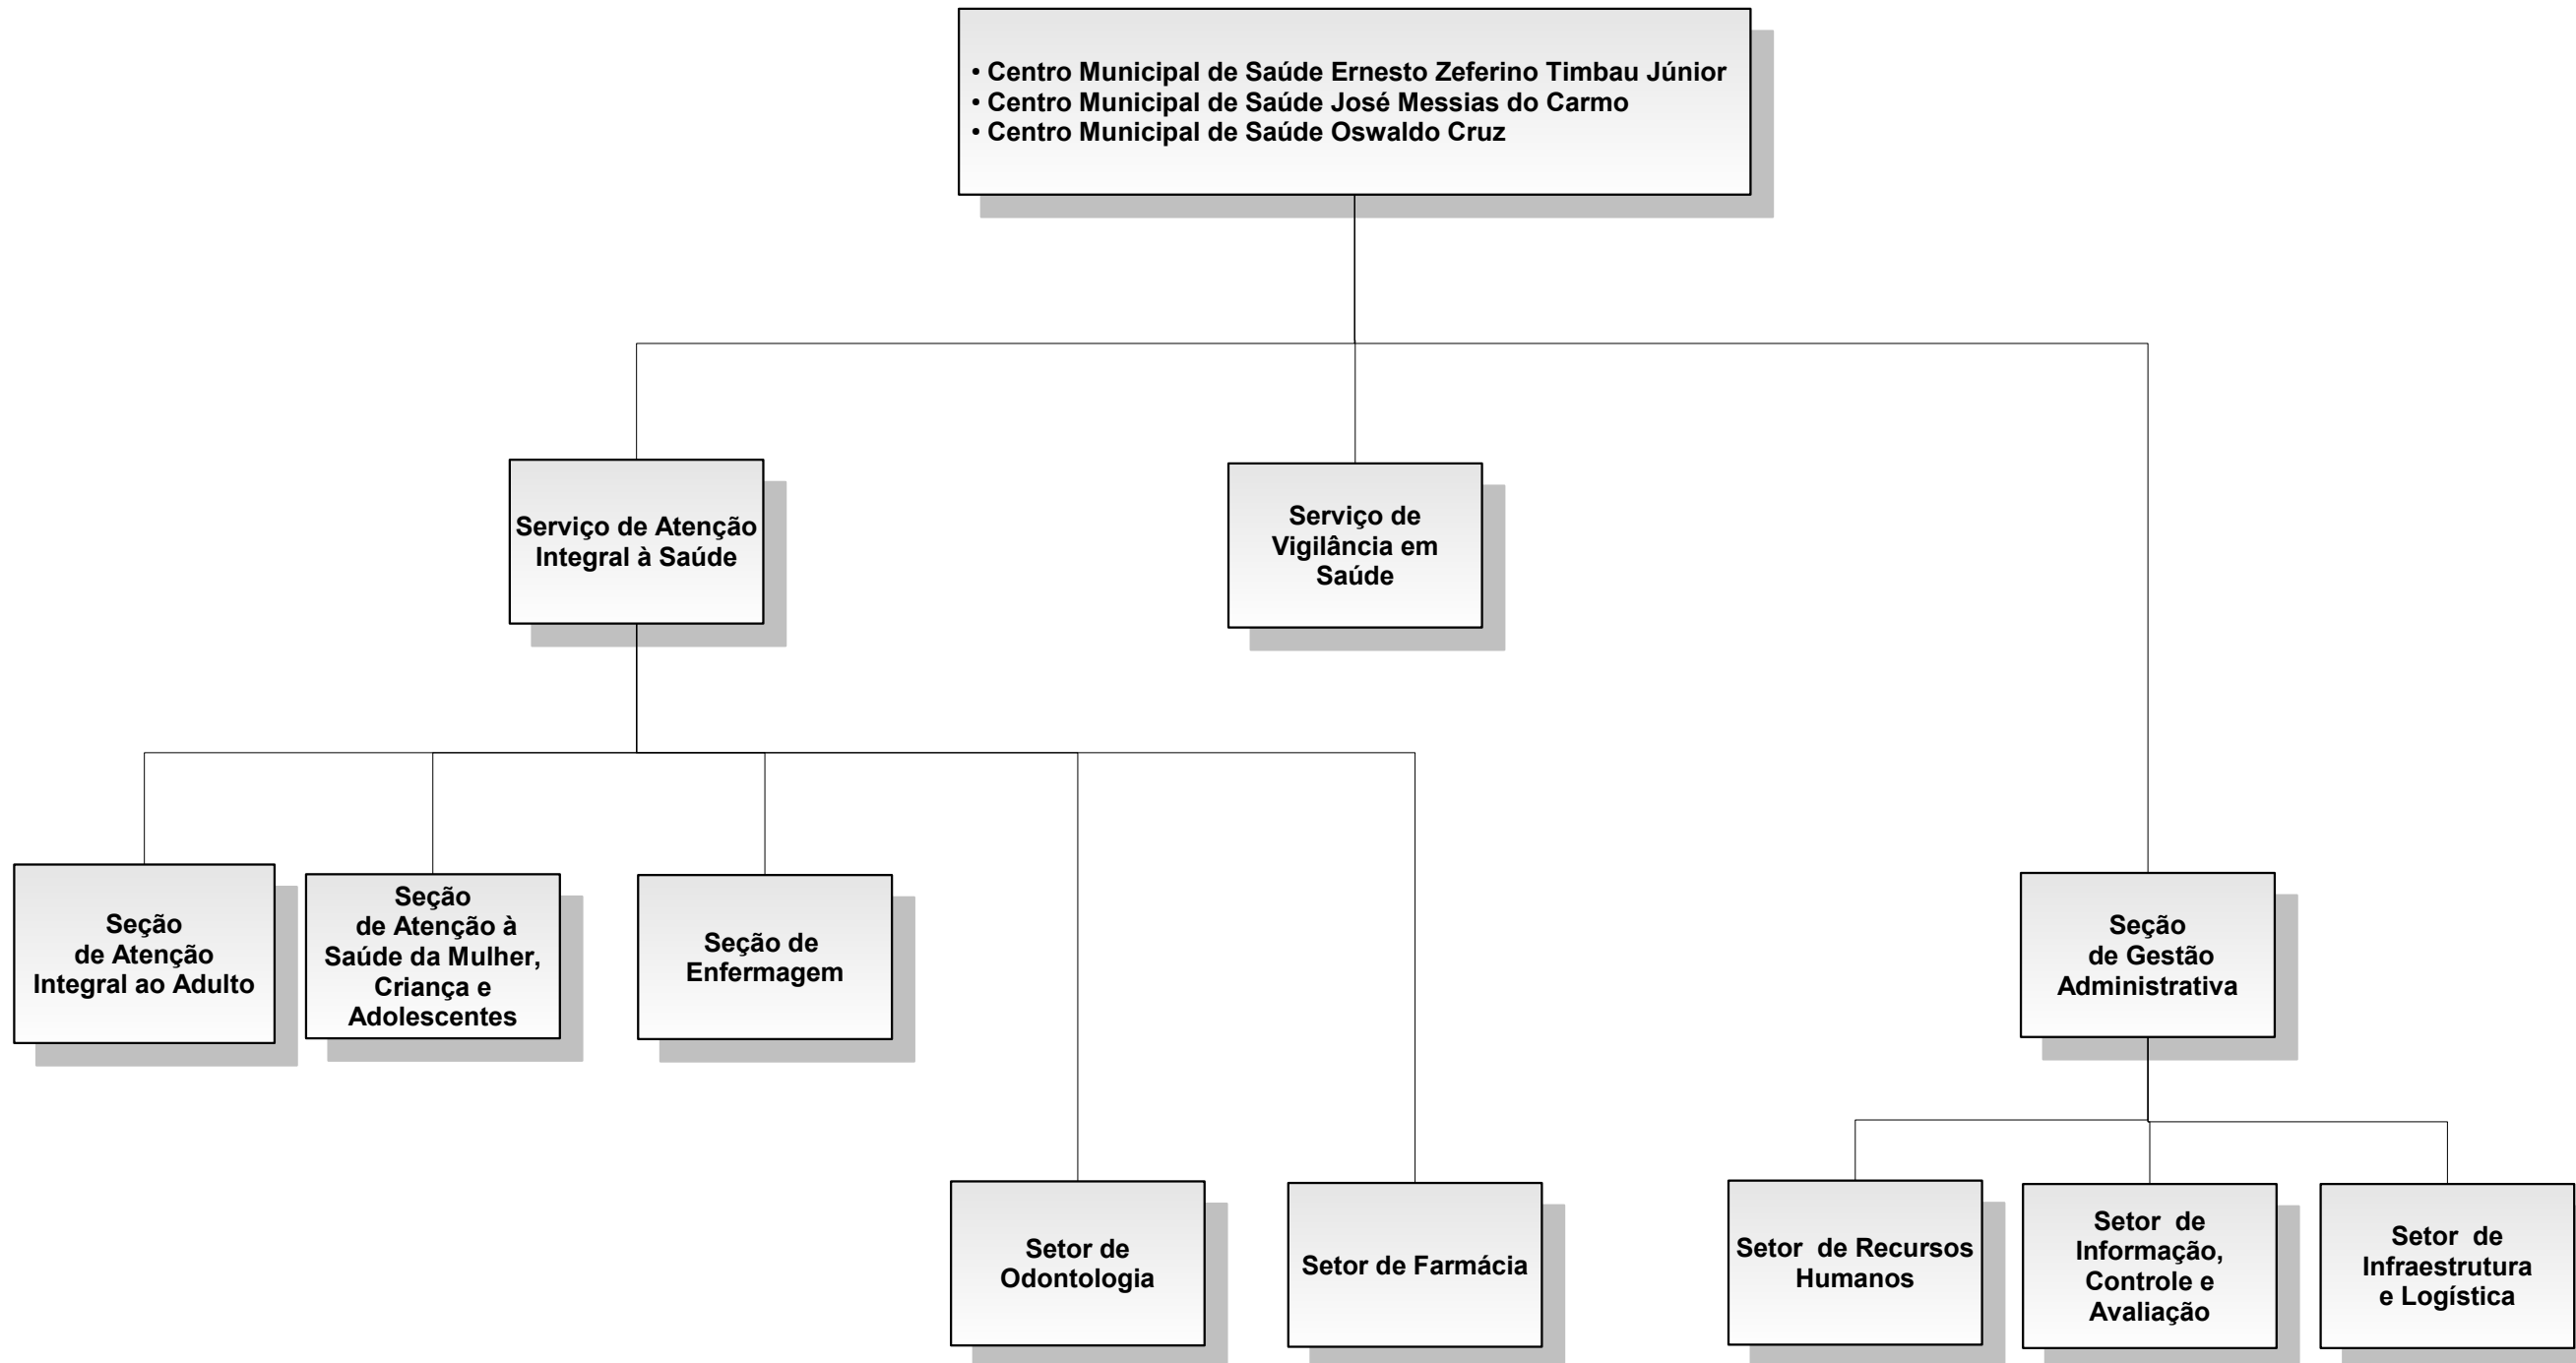 • Centro Municipal de Saúde Ernesto Zeferino Timbau Júnior
• Centro Municipal de Saúde José Messias do Carmo
• Centro Municipal de Saúde Oswaldo Cruz
Serviço de Atenção
Integral à Saúde
Serviço de
Vigilância em
Saúde
Seção
de Atenção
Integral ao Adulto
Seção
de Atenção à
Saúde da Mulher,
Criança e
Adolescentes
Seção de
Enfermagem
Seção
de Gestão
Administrativa
Setor de
Odontologia
Setor de Farmácia
Setor  de Recursos
Humanos
Setor  de
Informação,
Controle e
Avaliação
Setor  de
Infraestrutura
e Logística